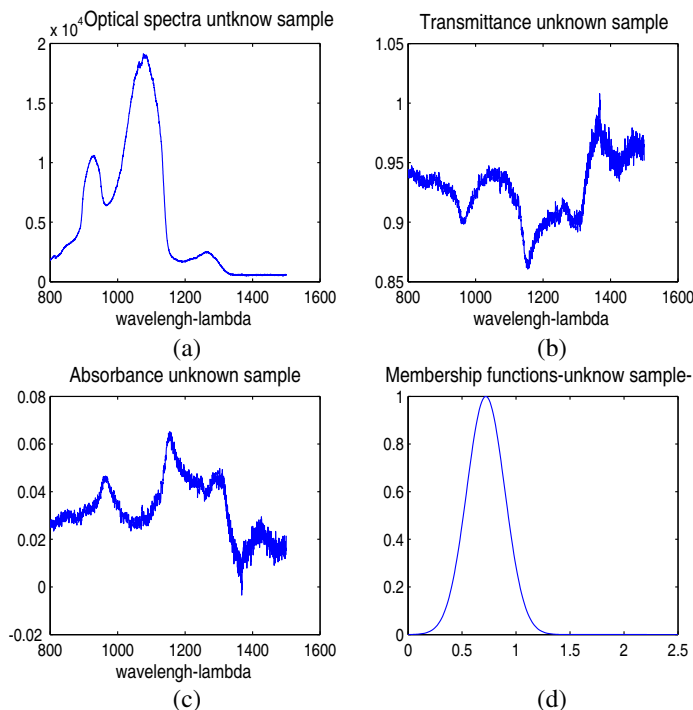 Optical spectra untknow sample
x 10^4
2
1.5
1
0.5
0
800 1000 1200 1400 1600
wavelengh-lambda
(a)
Transmittance unknown sample
1.05
1
0.95
0.9
0.85
800 1000 1200 1400 1600
wavelengh-lambda
(b)
Absorbance unknown sample
0.08
0.06
0.04
0.02
0
-0.02
800 1000 1200 1400 1600
wavelengh-lambda
(c)
Membership functions-unknow sample-
1
0.8
0.6
0.4
0.2
0
0 0.5 1 1.5 2 2.5
(d)